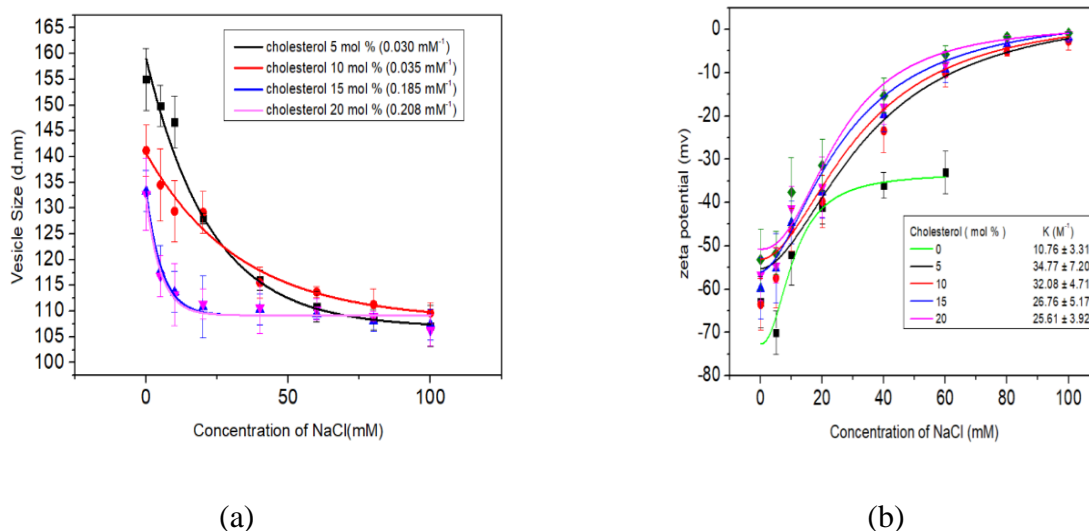 165
160
155
150
145
140
135
130
125
120
115
110
105
100
Vesicle Size (d.nm)
cholesterol 5 mol % (0.030 mM⁻¹)
cholesterol 10 mol % (0.035 mM⁻¹)
cholesterol 15 mol % (0.185 mM⁻¹)
cholesterol 20 mol % (0.208 mM⁻¹)
0 50 100
Concentration of NaCl(mM)
(a)
0
-10
-20
-30
-40
-50
-60
-70
-80
zeta potential (mv)
Cholesterol ( mol %) K (M⁻¹)
0 10.76 ± 3.31
5 34.77 ± 7.20
10 32.08 ± 4.71
15 26.76 ± 5.17
20 25.61 ± 3.92
0 20 40 60 80 100
Concentration of NaCl (mM)
(b)